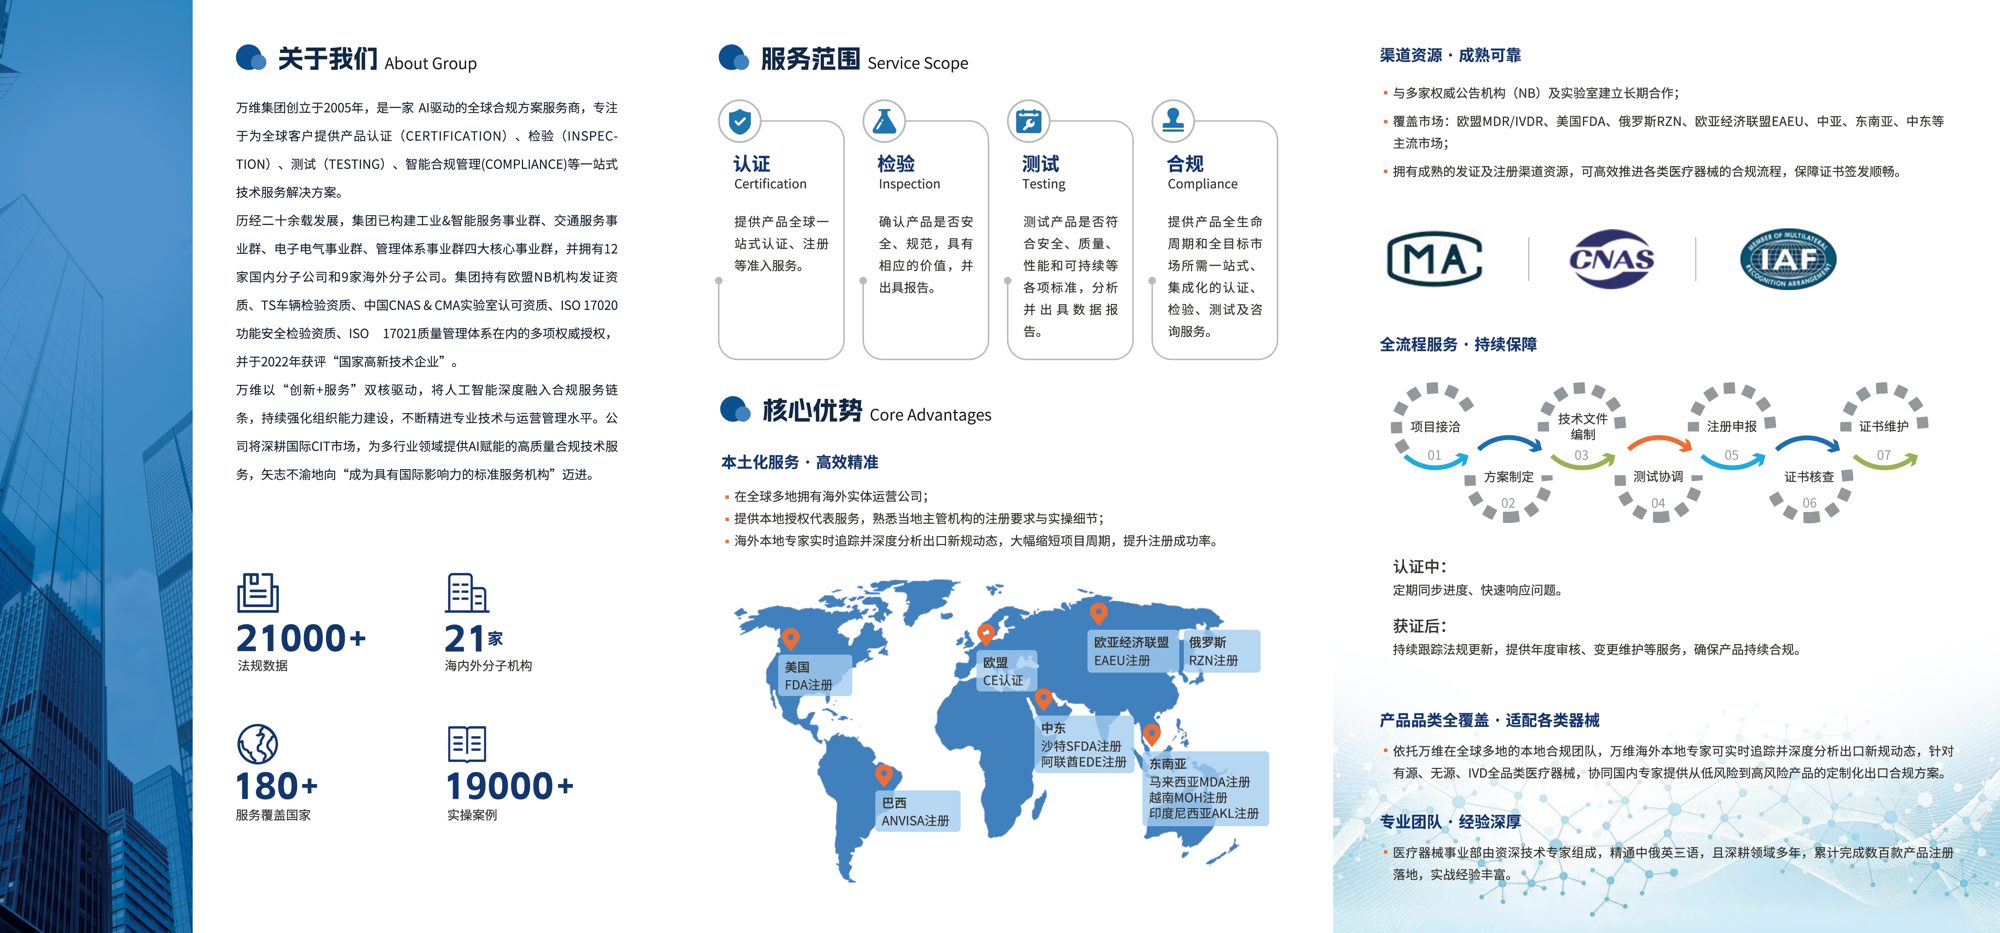 关于我们 About Group
万维集团创立于2005年，是一家 AI驱动的全球合规方案服务商，专注
于为全球客户提供产品认证（CERTIFICATION）、检验（INSPEC-
TION）、测试（TESTING）、智能合规管理(COMPLIANCE)等一站式
技术服务解决方案。
历经二十余载发展，集团已构建工业&智能服务事业群、交通服务事
业群、电子电气事业群、管理体系事业群四大核心事业群，并拥有12
家国内分子公司和9家海外分子公司。集团持有欧盟NB机构发证资
质、TS车辆检验资质、中国CNAS＆CMA实验室认可资质、ISO 17020
功能安全检验资质、ISO 17021质量管理体系在内的多项权威授权，
并于2022年获评“国家高新技术企业”。
万维以“创新+服务”双核驱动，将人工智能深度融入合规服务链
条，持续强化组织能力建设，不断精进专业技术与运营管理水平。公
司将深耕国际CIT市场，为多行业领域提供AI赋能的高质量合规技术服
务，矢志不渝地向“成为具有国际影响力的标准服务机构”迈进。
21000+
法规数据
21家
海内外分子机构
180+
服务覆盖国家
19000+
实操案例
服务范围 Service Scope
认证
Certification
提供产品全球一
站式认证、注册
等准入服务。
检验
Inspection
确认产品是否安
全、规范，具有
相应的价值，并
出具报告。
测试
Testing
测试产品是否符
合安全、质量、
性能和可持续等
各项标准，分析
并出具数据报
告。
合规
Compliance
提供产品全生命
周期和全目标市
场所需一站式、
集成化的认证、
检验、测试及咨
询服务。
核心优势 Core Advantages
本土化服务 · 高效精准
在全球多地拥有海外实体运营公司；
提供本地授权代表服务，熟悉当地主管机构的注册要求与实操细节；
海外本地专家实时追踪并深度分析出口新规动态，大幅缩短项目周期，提升注册成功率。
美国
FDA注册
欧盟
CE认证
欧亚经济联盟
EAEU注册
俄罗斯
RZN注册
中东
沙特SFDA注册
阿联酋EDE注册
东南亚
马来西亚MDA注册
越南MOH注册
印度尼西亚AKL注册
巴西
ANVISA注册
渠道资源 · 成熟可靠
与多家权威公告机构（NB）及实验室建立长期合作；
覆盖市场：欧盟MDR/IVDR、美国FDA、俄罗斯RZN、欧亚经济联盟EAEU、中亚、东南亚、中东等
主流市场；
拥有成熟的发证及注册渠道资源，可高效推进各类医疗器械的合规流程，保障证书签发顺畅。
MA
CNAS
MEMBER OF MULTILATERAL
IAF
RECOGNITION ARRANGEMENT
全流程服务 · 持续保障
项目接洽
01
方案制定
02
技术文件
编制
03
测试协调
04
注册申报
05
证书核查
06
证书维护
07
认证中：
定期同步进度、快速响应问题。
获证后：
持续跟踪法规更新，提供年度审核、变更维护等服务，确保产品持续合规。
产品品类全覆盖 · 适配各类器械
依托万维在全球多地的本地合规团队，万维海外本地专家可实时追踪并深度分析出口新规动态，针对
有源、无源、IVD全品类医疗器械，协同国内专家提供从低风险到高风险产品的定制化出口合规方案。
专业团队 · 经验深厚
医疗器械事业部由资深技术专家组成，精通中俄英三语，且深耕领域多年，累计完成数百款产品注册
落地，实战经验丰富。